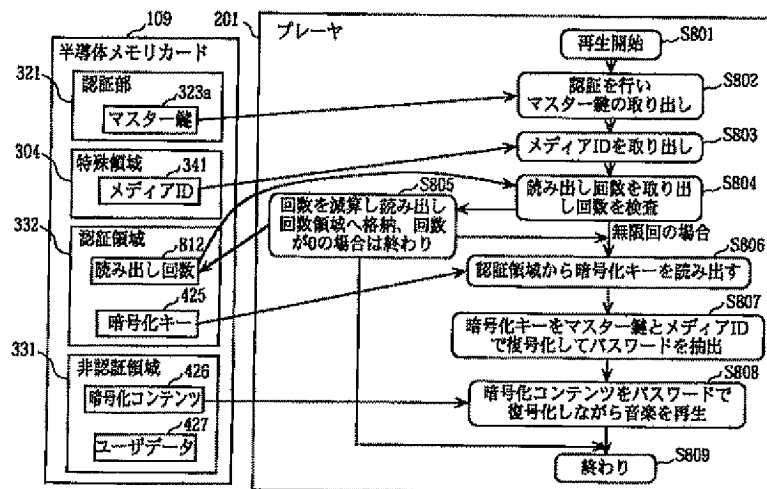 109
201
半導体メモリカード
プレーヤ
321
認証部
323a
マスター鍵
304
特殊領域
341
メディアID
332
認証領域
812
読み出し回数
425
暗号化キー
331
非認証領域
426
暗号化コンテンツ
427
ユーザデータ
再生開始
S801
認証を行い
マスター鍵の取り出し
S802
メディアIDを取り出し
S803
読み出し回数を取り出
し回数を検査
S804
S805
回数を減算し読み出し
回数領域へ格納、回数
が0の場合は終わり
無限回の場合
S806
認証領域から暗号化キーを読み出す
S807
暗号化キーをマスター鍵とメディアID
で復号化してパスワードを抽出
S808
暗号化コンテンツをパスワードで
復号化しながら音楽を再生
S809
終わり